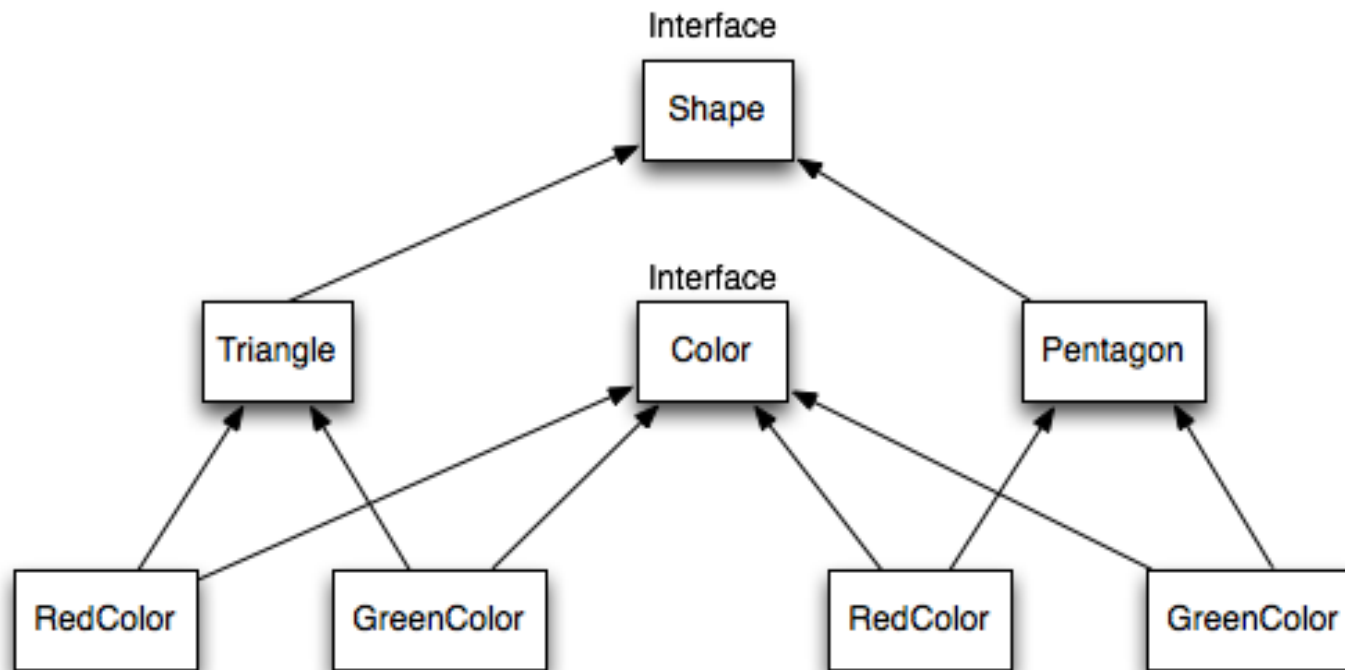 Interface
Shape
Interface
Triangle
Color
Pentagon
RedColor
GreenColor
RedColor
GreenColor